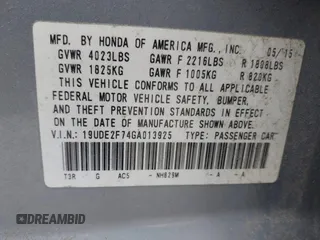 MFD. BY HONDA OF AMERICA MFG., INC. 05/15
GVWR 4023LBS GAWR F 2216LBS R 1808LBS
GVWR 1825KG GAWR F 1005KG R 820KG
THIS VEHICLE CONFORMS TO ALL APPLICABLE
FEDERAL MOTOR VEHICLE SAFETY, BUMPER,
AND THEFT PREVENTION STANDARDS IN EFFECT ON
THE DATE OF MANUFACTURE SHOWN ABOVE.
V.I.N.: 19UDE2F74GA013925 TYPE: PASSENGER CAR
T3R G AC5 - NH829M - A - A
© DREAMBID
DREAMBID.COM